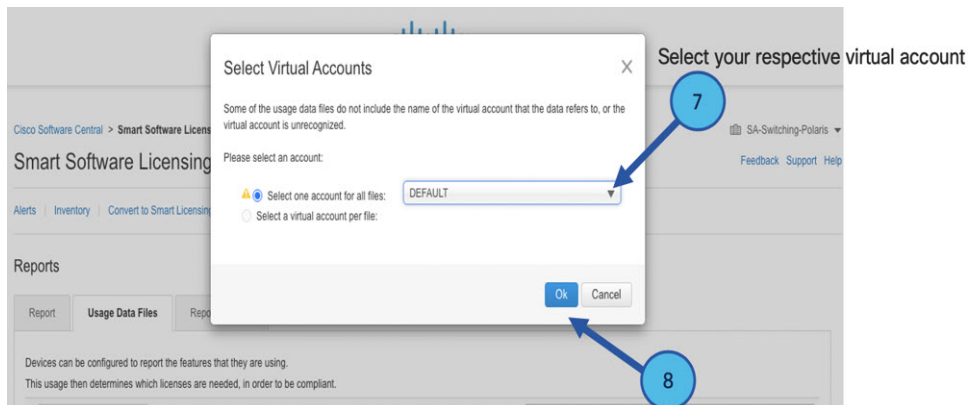 Select your respective virtual account
Select Virtual Accounts
X
Some of the usage data files do not include the name of the virtual account that the data refers to, or the
virtual account is unrecognized.
Please select an account:
Select one account for all files:
DEFAULT
Select a virtual account per file:
Ok
Cancel
7
8
Cisco Software Central > Smart Software Licens
SA-Switching-Polaris
Smart Software Licensing
Feedback Support Help
Alerts | Inventory | Convert to Smart Licensing
Reports
Report
Usage Data Files
Repo
Devices can be configured to report the features that they are using.
This usage then determines which licenses are needed, in order to be compliant.